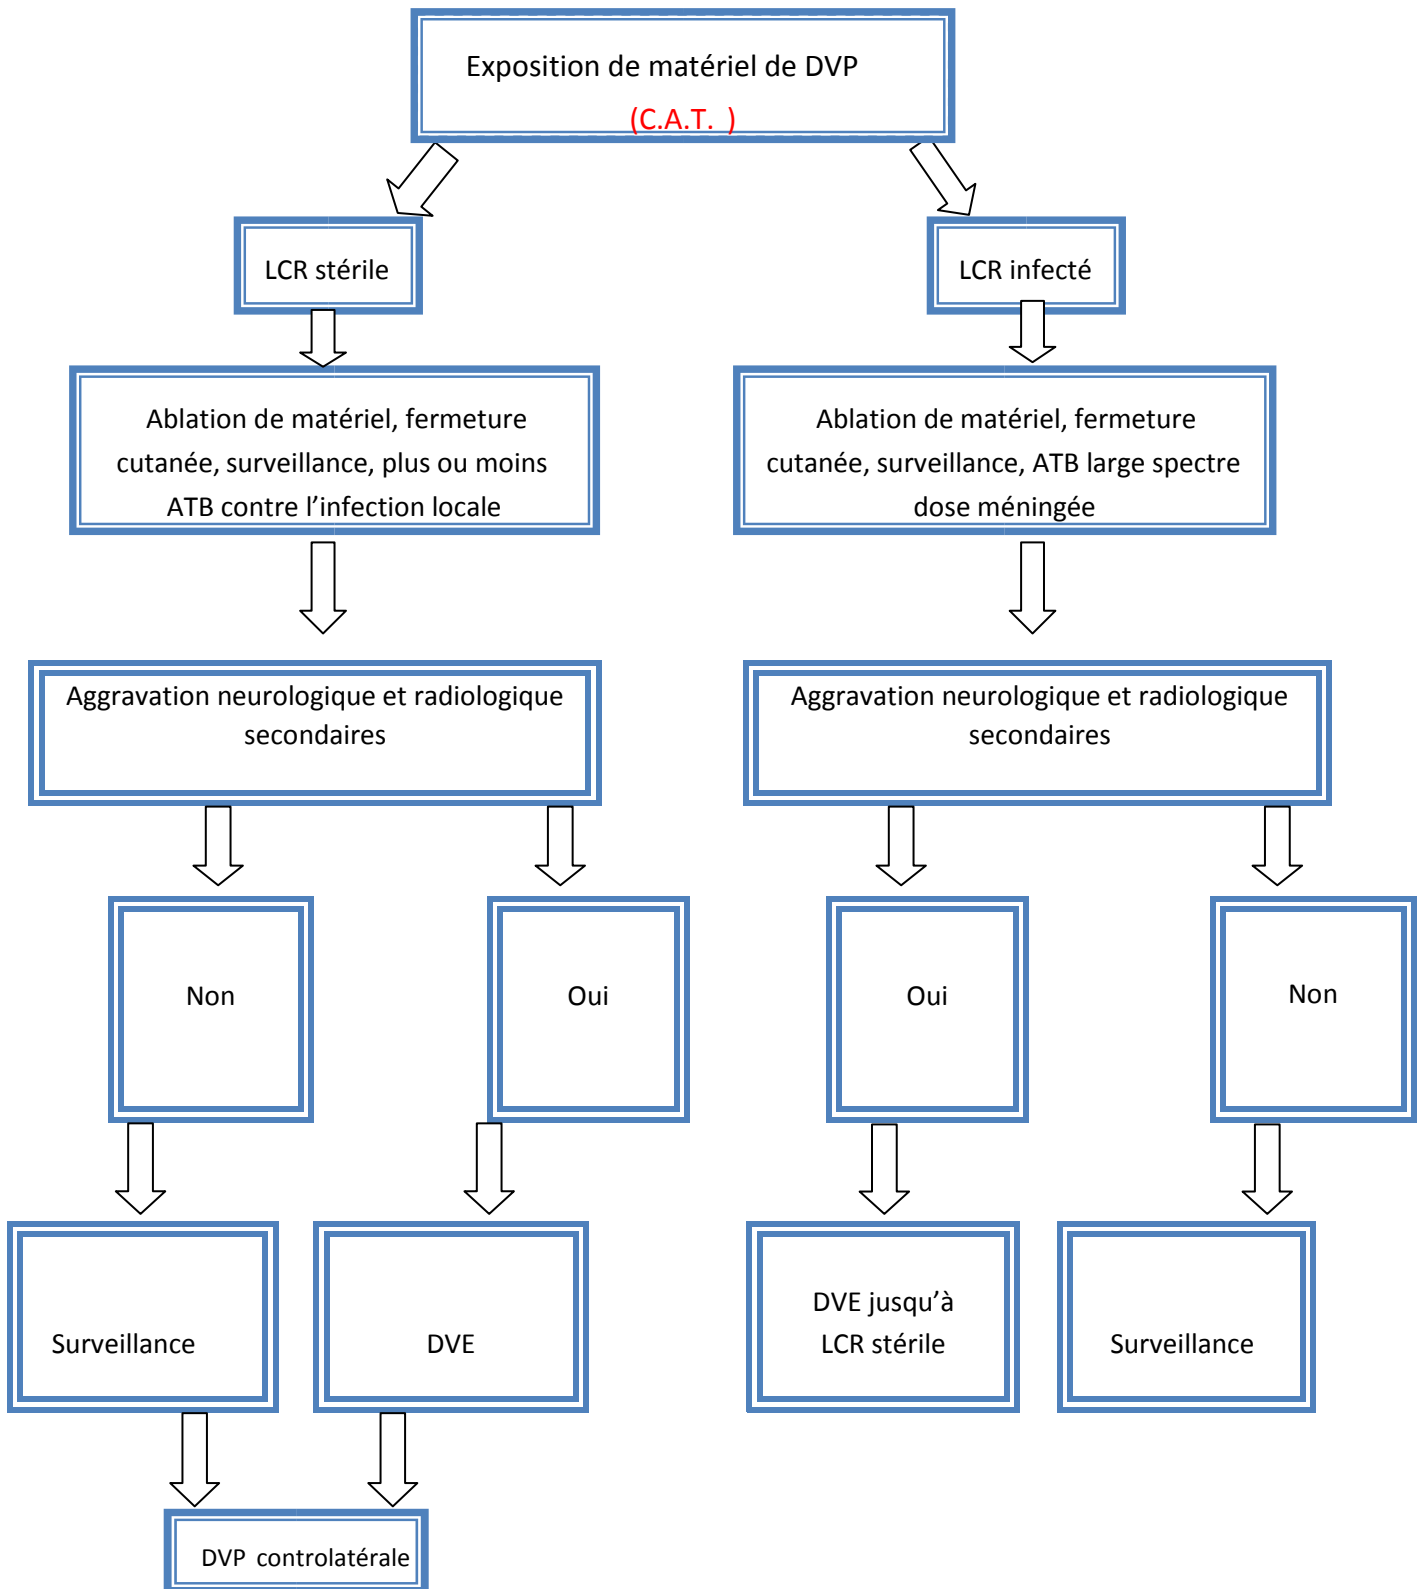 Exposition de matériel de DVP
(C.A.T. )
LCR stérile
LCR infecté
Ablation de matériel, fermeture
cutanée, surveillance, plus ou moins
ATB contre l’infection locale
Ablation de matériel, fermeture
cutanée, surveillance, ATB large spectre
dose méningée
Aggravation neurologique et radiologique
secondaires
Aggravation neurologique et radiologique
secondaires
Non
Oui
Oui
Non
Surveillance
DVE
DVE jusqu’à
LCR stérile
Surveillance
DVP controlatérale